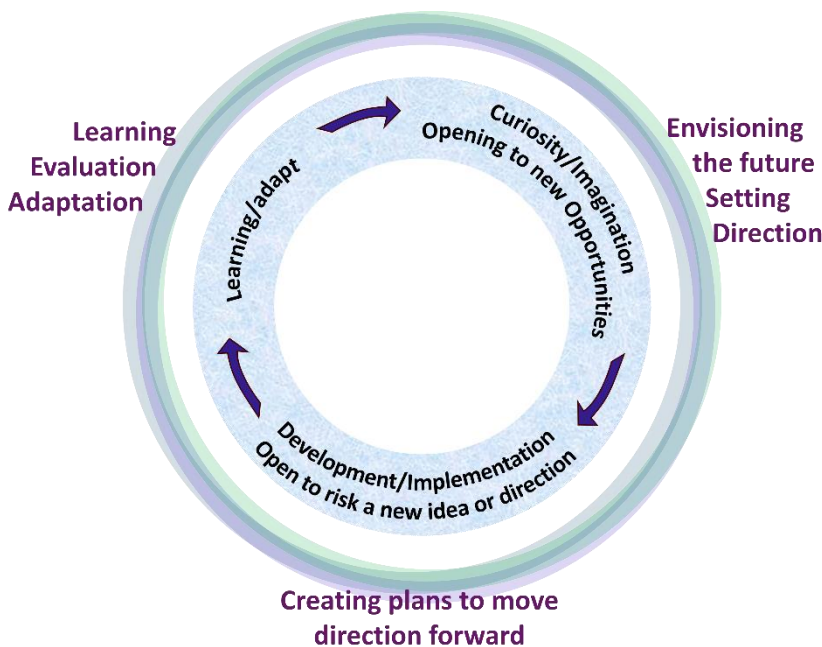 Learning
Evaluation
Adaptation
Envisioning
the future
Setting
Direction
Curiosity/Imagination
Opening to new Opportunities
Learning/adapt
Development/Implementation
Open to risk a new idea or direction
Creating plans to move
direction forward